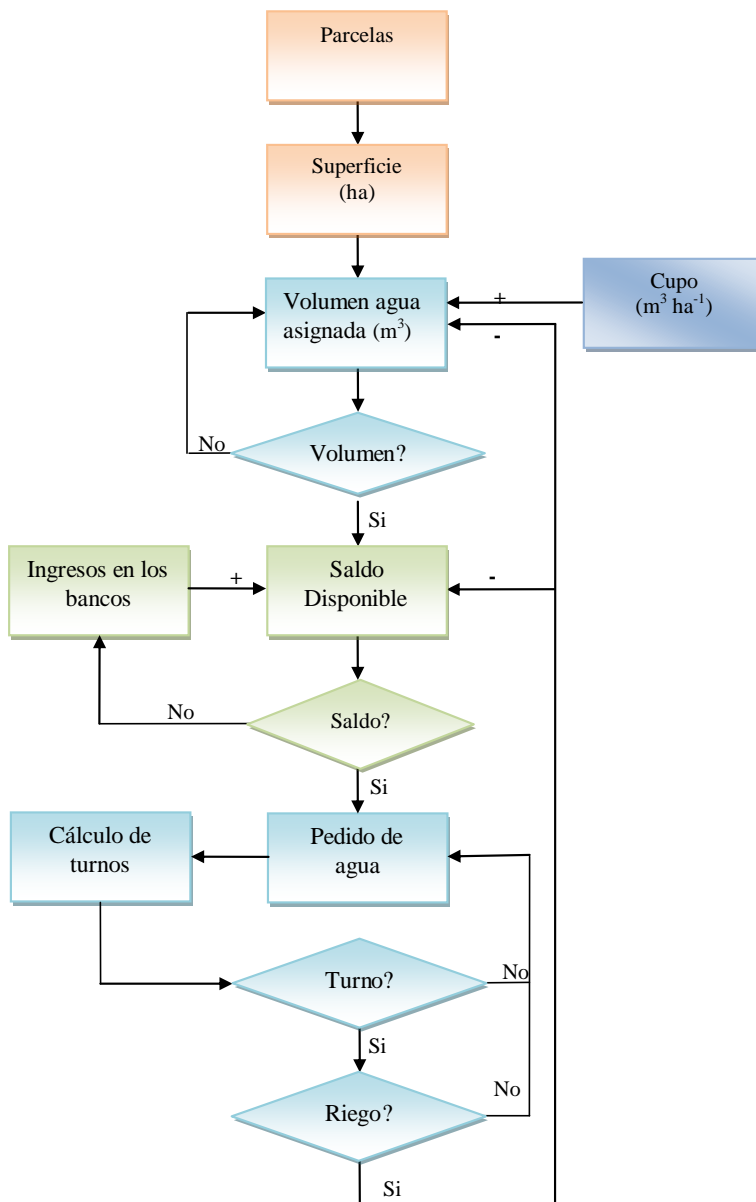 Parcelas
Superficie
(ha)
Volumen agua
asignada (m³)
+
-
Cupo
(m³ ha⁻¹)
No
Volumen?
Si
Ingresos en los
bancos
+
Saldo
Disponible
-
No
Saldo?
Si
Cálculo de
turnos
Pedido de
agua
Turno?
No
Si
Riego?
No
Si